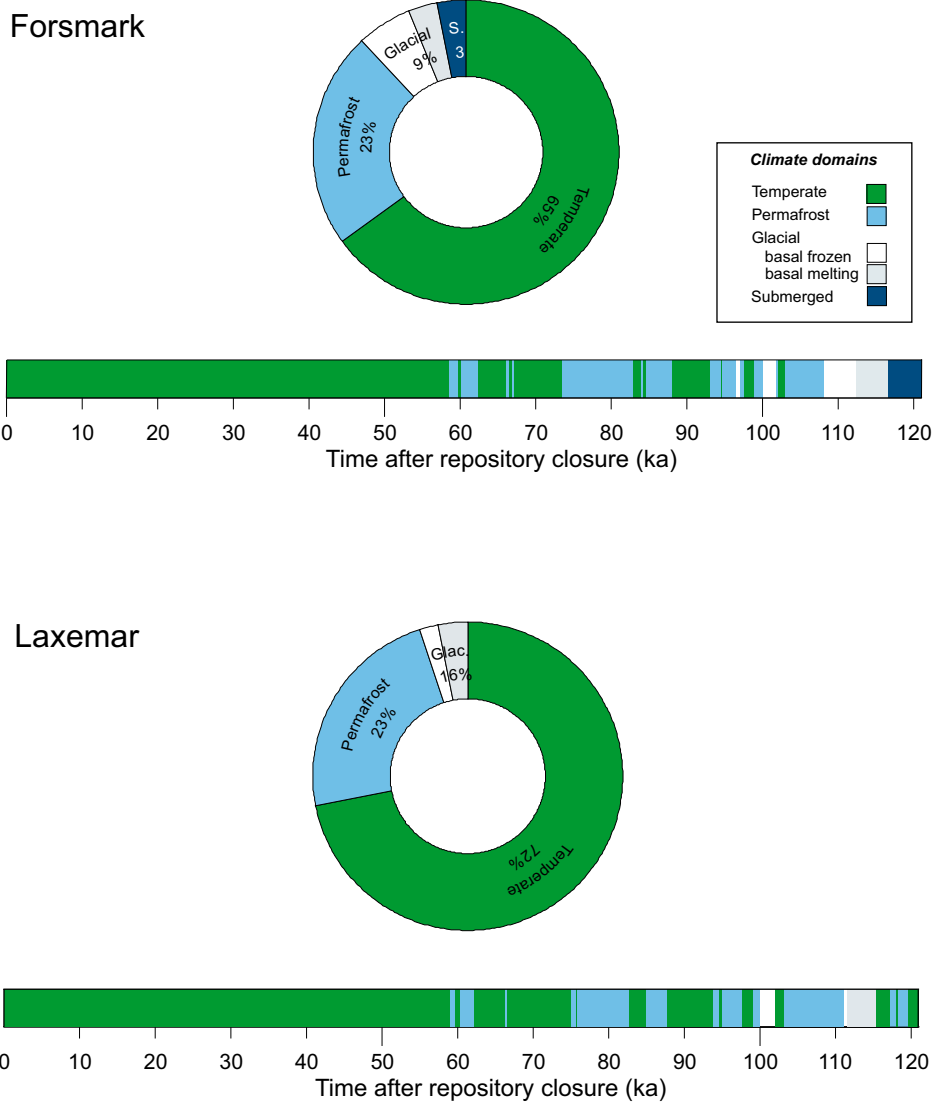 Forsmark
S.
3
Glacial
9%
Permafrost
23%
Temperate
65%
Climate domains
Temperate
Permafrost
Glacial
basal frozen
basal melting
Submerged
0 10 20 30 40 50 60 70 80 90 100 110 120
Time after repository closure (ka)
Laxemar
Glac.
16%
Permafrost
23%
Temperate
72%
0 10 20 30 40 50 60 70 80 90 100 110 120
Time after repository closure (ka)